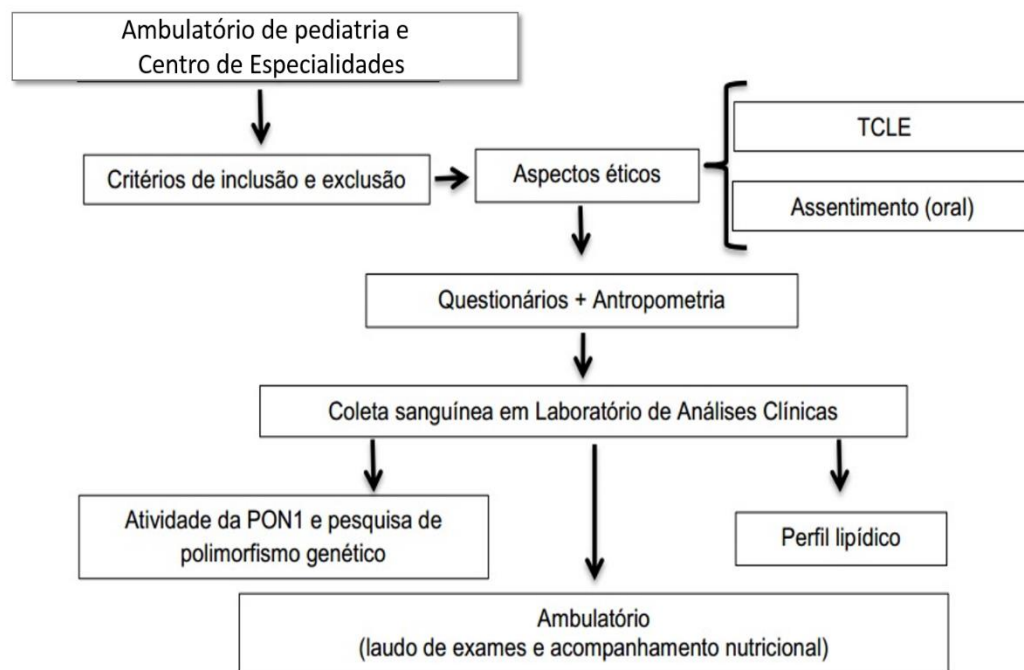 Ambulatório de pediatria e
Centro de Especialidades
Critérios de inclusão e exclusão
Aspectos éticos
TCLE
Assentimento (oral)
Questionários + Antropometria
Coleta sanguínea em Laboratório de Análises Clínicas
Atividade da PON1 e pesquisa de
polimorfismo genético
Perfil lipídico
Ambulatório
(laudo de exames e acompanhamento nutricional)